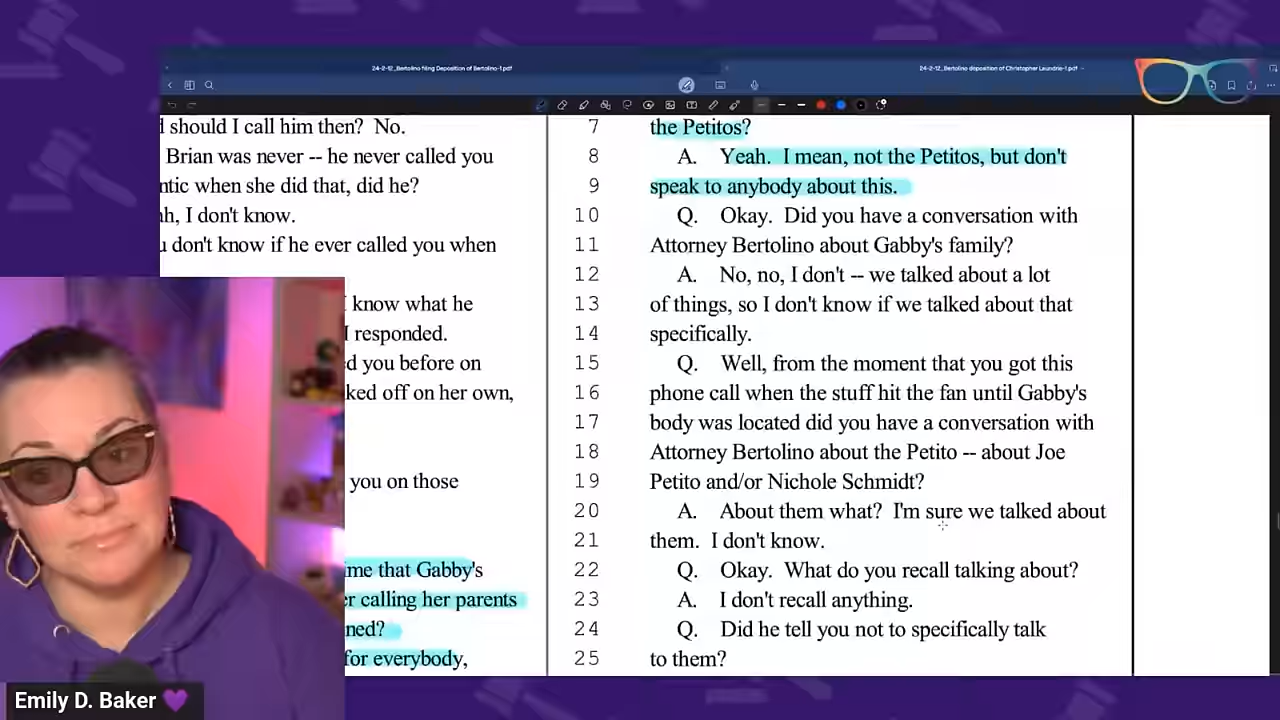 24-2-12_Bertolino filing Deposition of Bertolino-1.pdf
24-2-12_Bertolino deposition of Christopher Laundrie-1.pdf
should I call him then? No.
Brian was never -- he never called you
ntic when she did that, did he?
h, I don't know.
u don't know if he ever called you when
I know what he
I responded.
d you before on
ked off on her own,
you on those
me that Gabby's
er calling her parents
ned?
for everybody,
7 the Petitos?
8 A. Yeah. I mean, not the Petitos, but don't
9 speak to anybody about this.
10 Q. Okay. Did you have a conversation with
11 Attorney Bertolino about Gabby's family?
12 A. No, no, I don't -- we talked about a lot
13 of things, so I don't know if we talked about that
14 specifically.
15 Q. Well, from the moment that you got this
16 phone call when the stuff hit the fan until Gabby's
17 body was located did you have a conversation with
18 Attorney Bertolino about the Petito -- about Joe
19 Petito and/or Nichole Schmidt?
20 A. About them what? I'm sure we talked about
21 them. I don't know.
22 Q. Okay. What do you recall talking about?
23 A. I don't recall anything.
24 Q. Did he tell you not to specifically talk
25 to them?
Emily D. Baker 💜